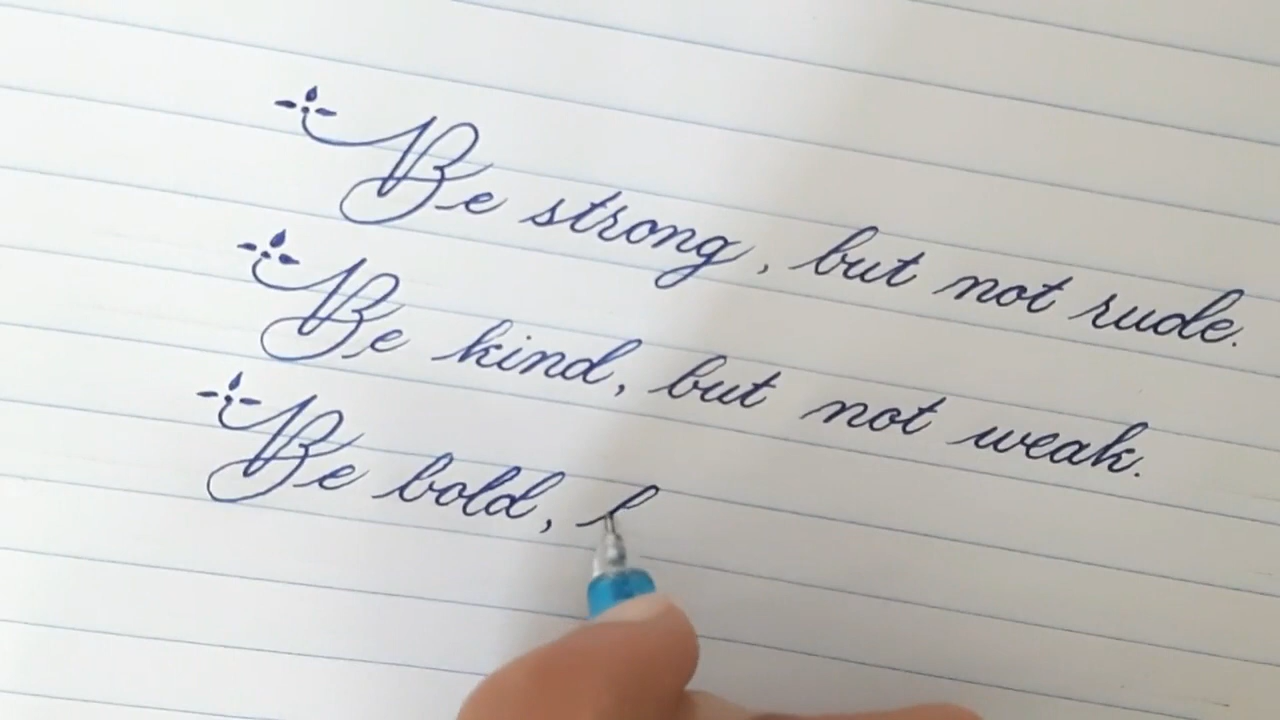 Be strong, but not rude.
Be kind, but not weak.
Be bold,